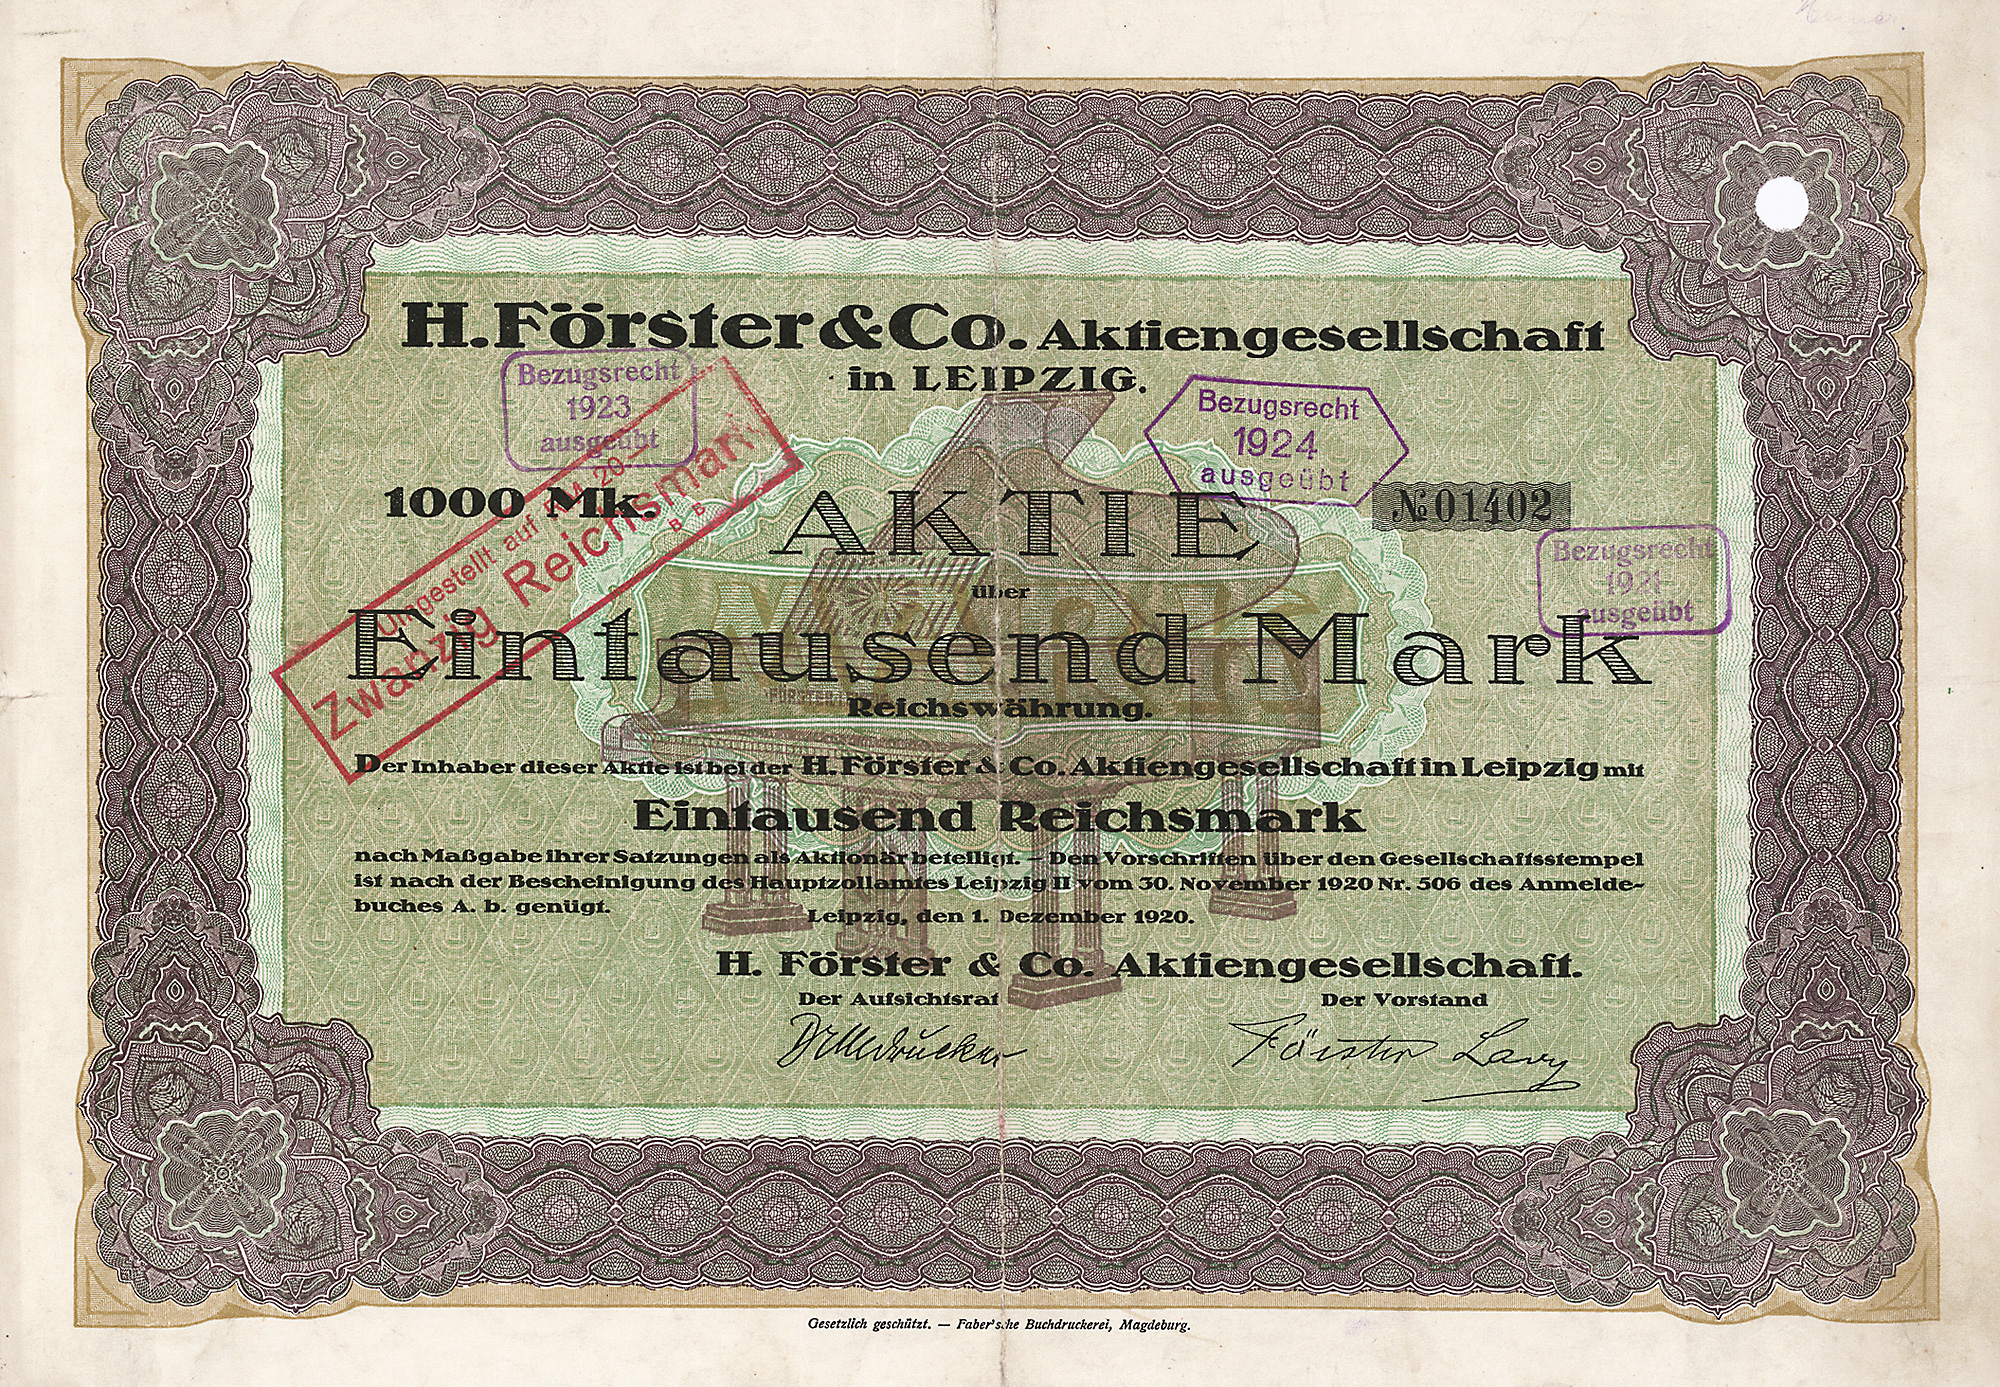 H. Förster & Co. Aktiengesellschaft
in LEIPZIG.
Bezugsrecht
1923
ausgeübt
Bezugsrecht
1924
ausgeübt
Umgestellt auf M 20.—
Zwanzig Reichsmark
1000 Mk.
AKTIE
№ 01402
Bezugsrecht
1921
ausgeübt
über
Eintausend Mark
Reichswährung.
Der Inhaber dieser Aktie ist bei der H. Förster & Co. Aktiengesellschaft in Leipzig mit
Eintausend Reichsmark
nach Maßgabe ihrer Satzungen als Aktionär beteiligt. – Den Vorschriften über den Gesellschaftsstempel
ist nach der Bescheinigung des Hauptzollamtes Leipzig II vom 30. November 1920 Nr. 506 des Anmelde-
buches A. b. genügt.
Leipzig, den 1. Dezember 1920.
H. Förster & Co. Aktiengesellschaft.
Der Aufsichtsrat
Der Vorstand
Förster
Gesetzlich geschützt. — Faber'sche Buchdruckerei, Magdeburg.